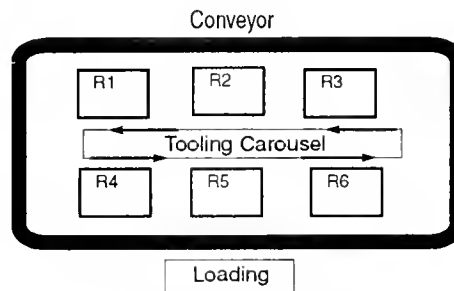 Conveyor
R1 R2 R3
Tooling Carousel
R4 R5 R6
Loading